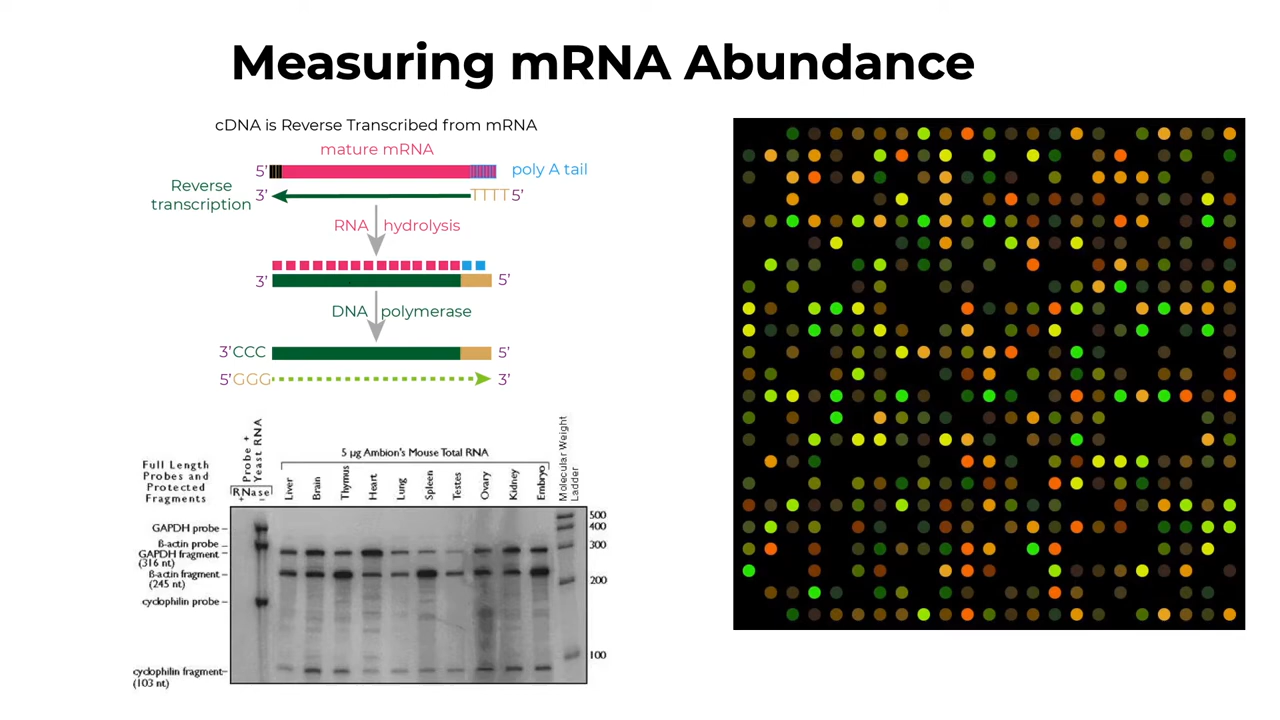 Measuring mRNA Abundance
cDNA is Reverse Transcribed from mRNA
mature mRNA
5' poly A tail
Reverse
transcription
3' TTTT 5'
RNA hydrolysis
3' 5'
DNA polymerase
3'CCC 5'
5'GGG 3'
Full Length
Probes and
Protected
Fragments
Probe +
Yeast RNA
RNase
+ −
5 µg Ambion's Mouse Total RNA
Liver
Brain
Thymus
Heart
Lung
Spleen
Testes
Ovary
Kidney
Embryo
Molecular Weight
Ladder
GAPDH probe
ß-actin probe
GAPDH fragment
(316 nt)
ß-actin fragment
(245 nt)
cyclophilin probe
cyclophilin fragment
(103 nt)
500
400
300
200
100